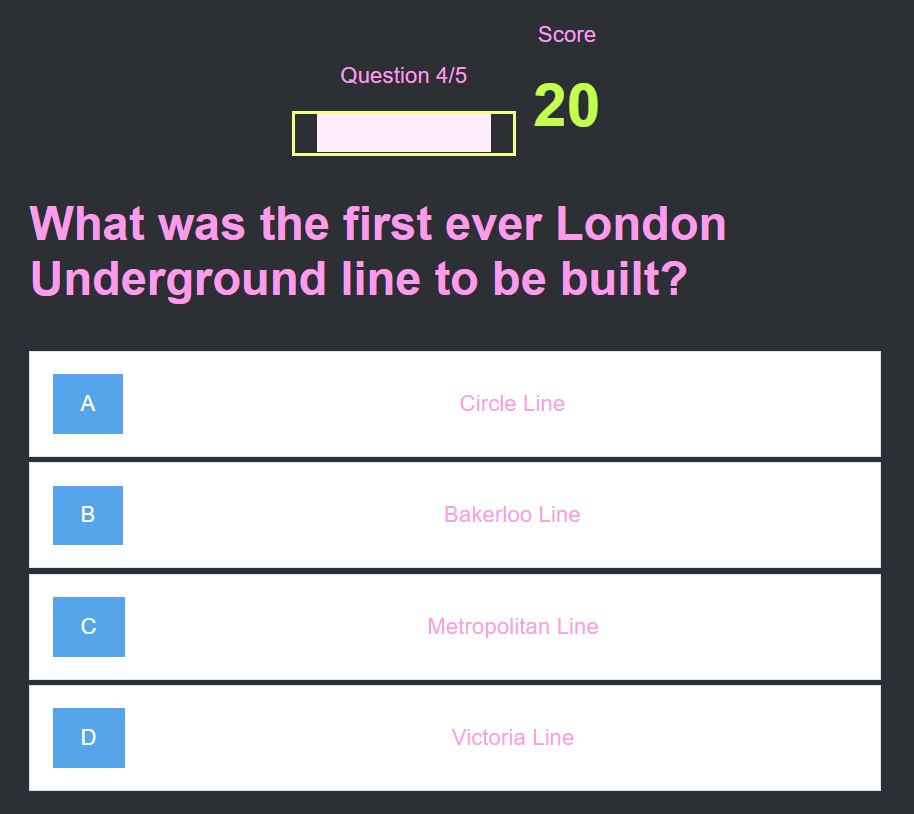 Score
Question 4/5
20
What was the first ever London
Underground line to be built?
A
Circle Line
B
Bakerloo Line
C
Metropolitan Line
D
Victoria Line